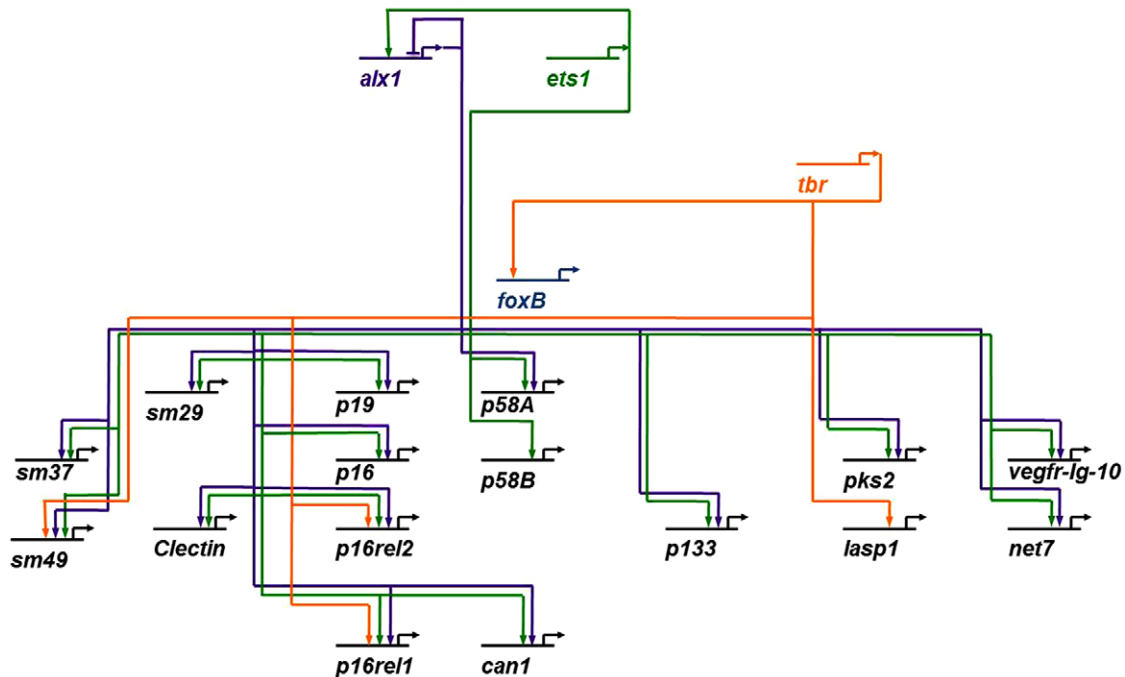 alx1
ets1
tbr
foxB
sm29
p19
p58A
sm37
p16
p58B
pks2
vegfr-Ig-10
sm49
Clectin
p16rel2
p133
lasp1
net7
p16rel1
can1